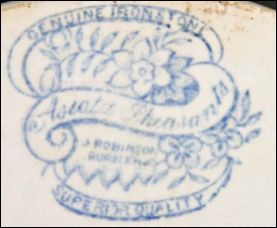 GENUINE IRONSTONE
Asiatic Pheasants
J ROBINSON
BURSLEM
SUPERIOR QUALITY